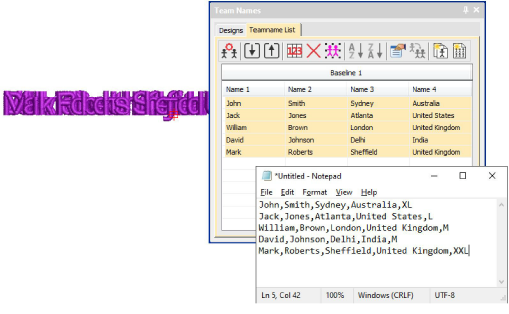 Team Names
Designs Teamname List
123 A Z Z A
Baseline 1
Name 1 Name 2 Name 3 Name 4
John Smith Sydney Australia
Jack Jones Atlanta United States
William Brown London United Kingdom
David Johnson Delhi India
Mark Roberts Sheffield United Kingdom
*Untitled - Notepad
File Edit Format View Help
John,Smith,Sydney,Australia,XL
Jack,Jones,Atlanta,United States,L
William,Brown,London,United Kingdom,M
David,Johnson,Delhi,India,M
Mark,Roberts,Sheffield,United Kingdom,XXL
Ln 5, Col 42 100% Windows (CRLF) UTF-8